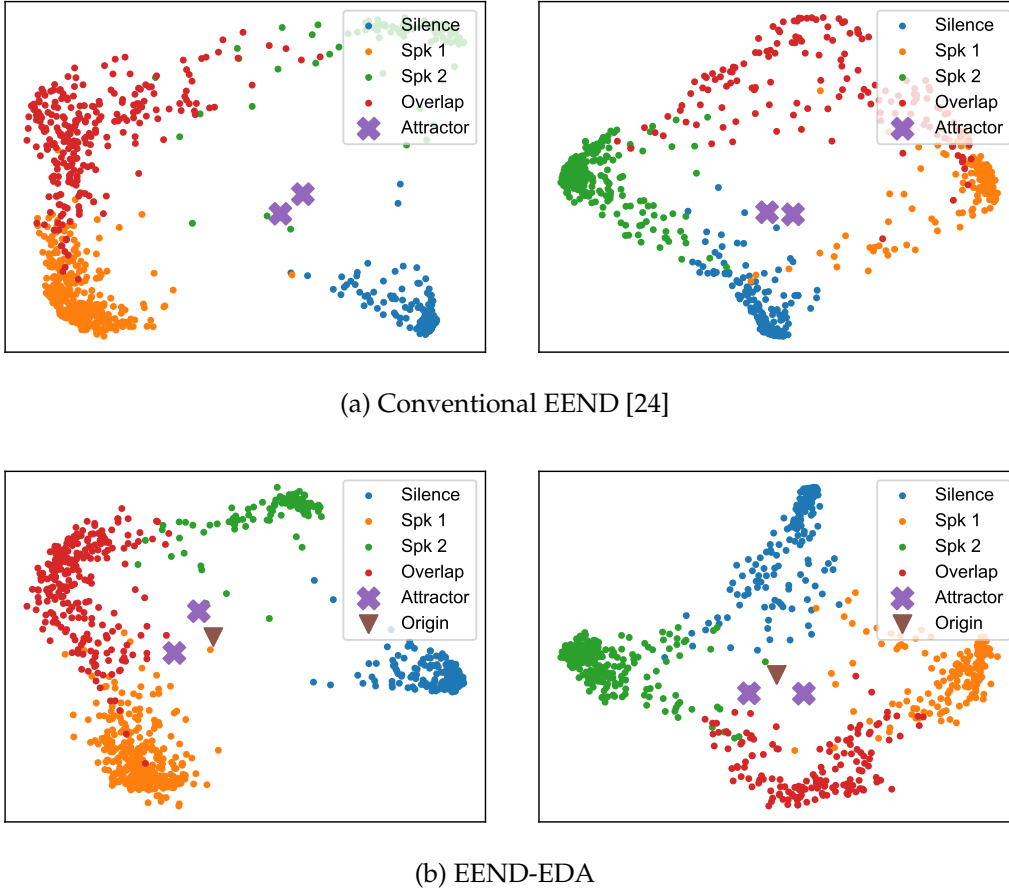 Silence
Spk 1
Spk 2
Overlap
Attractor
Silence
Spk 1
Spk 2
Overlap
Attractor
(a) Conventional EEND [24]
Silence
Spk 1
Spk 2
Overlap
Attractor
Origin
Silence
Spk 1
Spk 2
Overlap
Attractor
Origin
(b) EEND-EDA